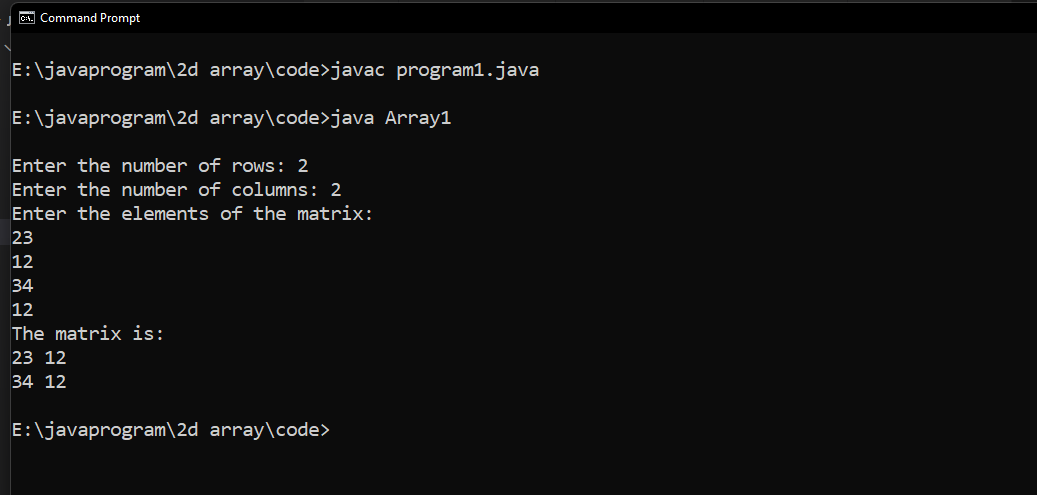 Command Prompt
E:\javaprogram\2d array\code>javac program1.java
E:\javaprogram\2d array\code>java Array1
Enter the number of rows: 2
Enter the number of columns: 2
Enter the elements of the matrix:
23
12
34
12
The matrix is:
23 12
34 12
E:\javaprogram\2d array\code>